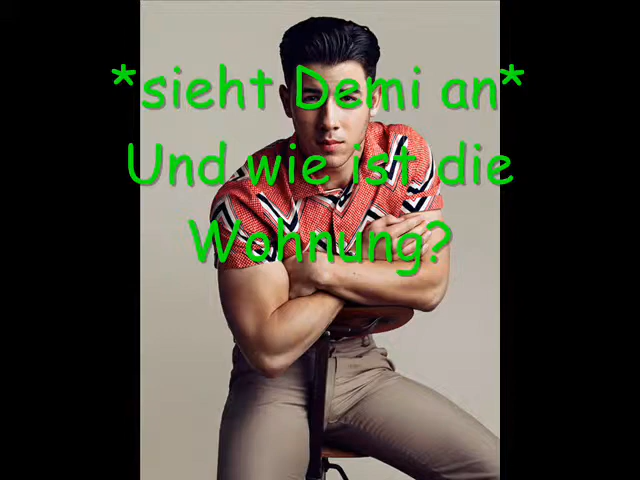 *sieht Demi an*
Und wie ist die
Wohnung?